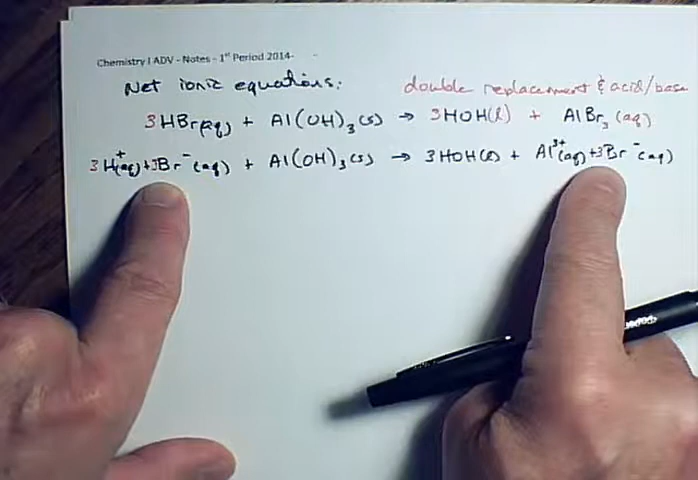 Chemistry I ADV - Notes - 1st Period 2014-
Net ionic equations: double replacement & acid/base
3HBr(aq) + Al(OH)3(s) → 3HOH(l) + AlBr3(aq)
3H+(aq)+3Br-(aq) + Al(OH)3(s) → 3HOH(l) + Al3+(aq)+3Br-(aq)